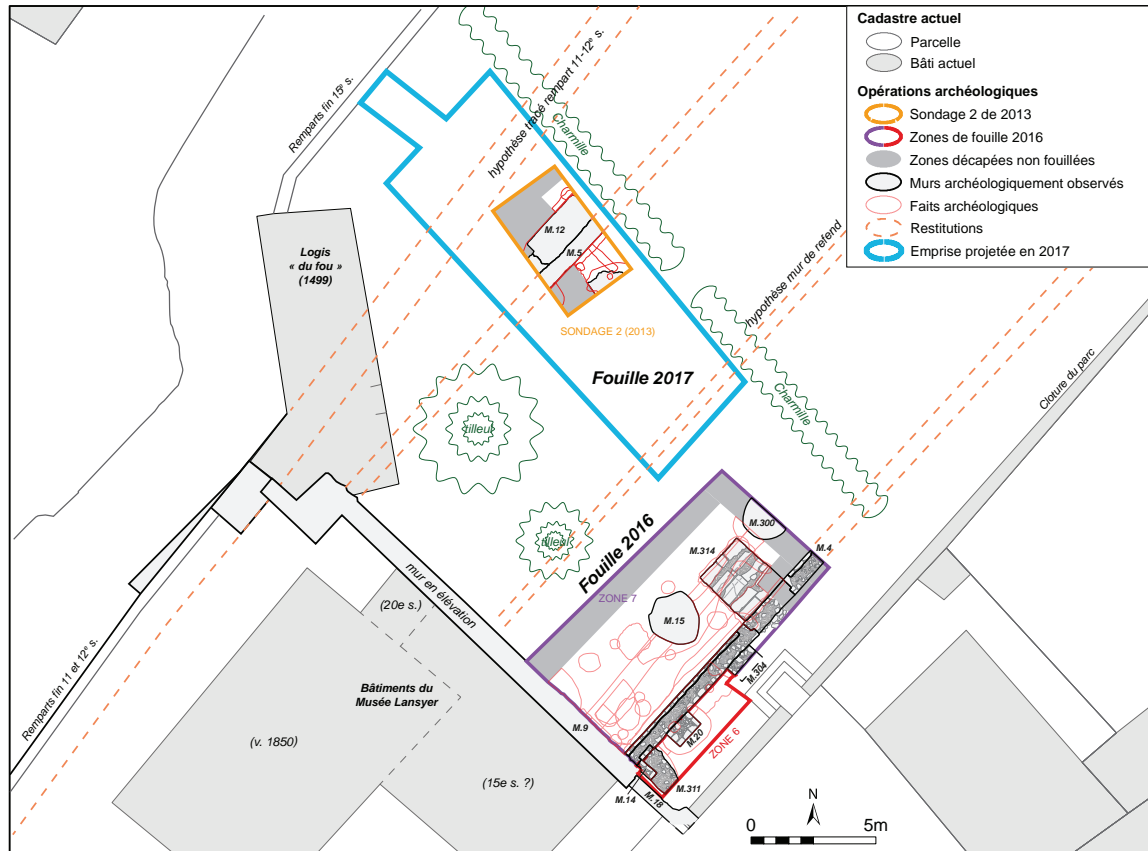 Cadastre actuel
Parcelle
Bâti actuel
Opérations archéologiques
Sondage 2 de 2013
Zones de fouille 2016
Zones décapées non fouillées
Murs archéologiquement observés
Faits archéologiques
Restitutions
Emprise projetée en 2017
Remparts fin 15e s.
hypothèse tracé rempart 11-12e s.
Charmille
M.12
M.5
SONDAGE 2 (2013)
Fouille 2017
hypothèse mur de refend
Charmille
Cloture du parc
Logis
« du fou »
(1499)
tilleul
tilleul
Fouille 2016
ZONE 7
M.300
M.314
M.4
M.15
M.304
mur en élévation
(20e s.)
Remparts fin 11 et 12e s.
Bâtiments du
Musée Lansyer
(v. 1850)
(15e s. ?)
M.9
M.20
ZONE 6
M.311
M.14
M.18
N
0
5m